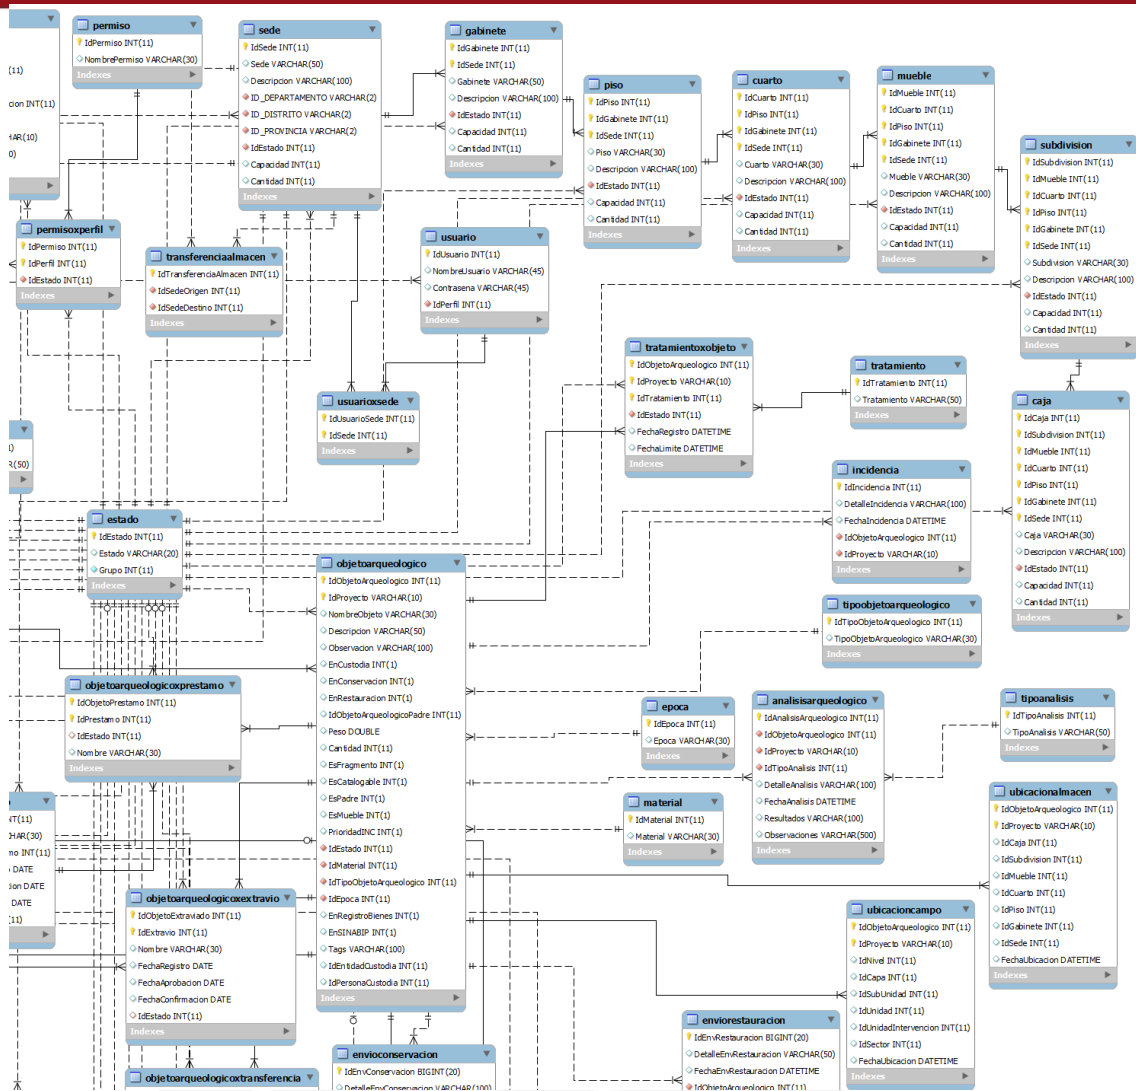 (11)
cion INT(11)
HAR(10)
0)
permiso
IdPermiso INT(11)
NombrePermiso VARCHAR(30)
Indexes
sede
IdSede INT(11)
Sede VARCHAR(50)
Descripcion VARCHAR(100)
ID_DEPARTAMENTO VARCHAR(2)
ID_DISTRITO VARCHAR(2)
ID_PROVINCIA VARCHAR(2)
IdEstado INT(11)
Capacidad INT(11)
Cantidad INT(11)
Indexes
gabinete
IdGabinete INT(11)
IdSede INT(11)
Gabinete VARCHAR(50)
Descripcion VARCHAR(100)
IdEstado INT(11)
Capacidad INT(11)
Cantidad INT(11)
Indexes
piso
IdPiso INT(11)
IdGabinete INT(11)
IdSede INT(11)
Piso VARCHAR(30)
Descripcion VARCHAR(100)
IdEstado INT(11)
Capacidad INT(11)
Cantidad INT(11)
Indexes
cuarto
IdCuarto INT(11)
IdPiso INT(11)
IdGabinete INT(11)
IdSede INT(11)
Cuarto VARCHAR(30)
Descripcion VARCHAR(100)
IdEstado INT(11)
Capacidad INT(11)
Cantidad INT(11)
Indexes
mueble
IdMueble INT(11)
IdCuarto INT(11)
IdPiso INT(11)
IdGabinete INT(11)
IdSede INT(11)
Mueble VARCHAR(30)
Descripcion VARCHAR(100)
IdEstado INT(11)
Capacidad INT(11)
Cantidad INT(11)
Indexes
subdivision
IdSubdivision INT(11)
IdMueble INT(11)
IdCuarto INT(11)
IdPiso INT(11)
IdGabinete INT(11)
IdSede INT(11)
Subdivision VARCHAR(30)
Descripcion VARCHAR(100)
IdEstado INT(11)
Capacidad INT(11)
Cantidad INT(11)
Indexes
permisoxperfil
IdPermiso INT(11)
IdPerfil INT(11)
IdEstado INT(11)
Indexes
transferenciaalmacen
IdTransferenciaAlmacen INT(11)
IdSedeOrigen INT(11)
IdSedeDestino INT(11)
Indexes
usuario
IdUsuario INT(11)
NombreUsuario VARCHAR(45)
Contrasena VARCHAR(45)
IdPerfil INT(11)
Indexes
usuarioxsede
IdUsuarioSede INT(11)
IdSede INT(11)
Indexes
tratamientoxobjeto
IdObjetoArqueologico INT(11)
IdProyecto VARCHAR(10)
IdTratamiento INT(11)
IdEstado INT(11)
FechaRegistro DATETIME
FechaLimite DATETIME
Indexes
tratamiento
IdTratamiento INT(11)
Tratamiento VARCHAR(50)
Indexes
caja
IdCaja INT(11)
IdSubdivision INT(11)
IdMueble INT(11)
IdCuarto INT(11)
IdPiso INT(11)
IdGabinete INT(11)
IdSede INT(11)
Caja VARCHAR(30)
Descripcion VARCHAR(100)
IdEstado INT(11)
Capacidad INT(11)
Cantidad INT(11)
Indexes
incidencia
IdIncidencia INT(11)
DetalleIncidencia VARCHAR(100)
FechaIncidencia DATETIME
IdObjetoArqueologico INT(11)
IdProyecto VARCHAR(10)
Indexes
R(50)
estado
IdEstado INT(11)
Estado VARCHAR(20)
Grupo INT(11)
Indexes
objetoarqueologico
IdObjetoArqueologico INT(11)
IdProyecto VARCHAR(10)
NombreObjeto VARCHAR(30)
Descripcion VARCHAR(50)
Observacion VARCHAR(100)
EnCustodia INT(1)
EnConservacion INT(1)
EnRestauracion INT(1)
IdObjetoArqueologicoPadre INT(11)
Peso DOUBLE
Cantidad INT(11)
EsFragmento INT(1)
EsCatalogable INT(1)
EsPadre INT(1)
EsMueble INT(1)
PrioridadINC INT(1)
IdEstado INT(11)
IdMaterial INT(11)
IdTipoObjetoArqueologico INT(11)
IdEpoca INT(11)
EnRegistroBienes INT(1)
EnSINABIP INT(1)
Tags VARCHAR(100)
IdEntidadCustodia INT(11)
IdPersonaCustodia INT(11)
Indexes
tipoobjetoarqueologico
IdTipoObjetoArqueologico INT(11)
TipoObjetoArqueologico VARCHAR(30)
Indexes
objetoarqueologicoxprestamo
IdObjetoPrestamo INT(11)
IdPrestamo INT(11)
IdEstado INT(11)
Nombre VARCHAR(30)
Indexes
epoca
IdEpoca INT(11)
Epoca VARCHAR(30)
Indexes
analisisarqueologico
IdAnalisisArqueologico INT(11)
IdObjetoArqueologico INT(11)
IdProyecto VARCHAR(10)
IdTipoAnalisis INT(11)
DetalleAnalisis VARCHAR(100)
FechaAnalisis DATETIME
Resultados VARCHAR(100)
Observaciones VARCHAR(500)
Indexes
tipoanalisis
IdTipoAnalisis INT(11)
TipoAnalisis VARCHAR(50)
Indexes
material
IdMaterial INT(11)
Material VARCHAR(30)
Indexes
ubicacionalmacen
IdObjetoArqueologico INT(11)
IdProyecto VARCHAR(10)
IdCaja INT(11)
IdSubdivision INT(11)
IdMueble INT(11)
IdCuarto INT(11)
IdPiso INT(11)
IdGabinete INT(11)
IdSede INT(11)
FechaUbicacion DATETIME
Indexes
NT(11)
HAR(30)
mo INT(11)
DATE
ion DATE
DATE
(11)
objetoarqueologicoxextravio
IdObjetoExtraviado INT(11)
IdExtravio INT(11)
Nombre VARCHAR(30)
FechaRegistro DATE
FechaAprobacion DATE
FechaConfirmacion DATE
IdEstado INT(11)
Indexes
ubicacioncampo
IdObjetoArqueologico INT(11)
IdProyecto VARCHAR(10)
IdNivel INT(11)
IdCapa INT(11)
IdSubUnidad INT(11)
IdUnidad INT(11)
IdUnidadIntervencion INT(11)
IdSector INT(11)
FechaUbicacion DATETIME
Indexes
objetoarqueologicoxtransferencia
envioconservacion
IdEnvConservacion BIGINT(20)
DetalleEnvConservacion VARCHAR(100)
enviorestauracion
IdEnvRestauracion BIGINT(20)
DetalleEnvRestauracion VARCHAR(50)
FechaEnvRestauracion DATETIME
IdObjetoArqueologico INT(11)